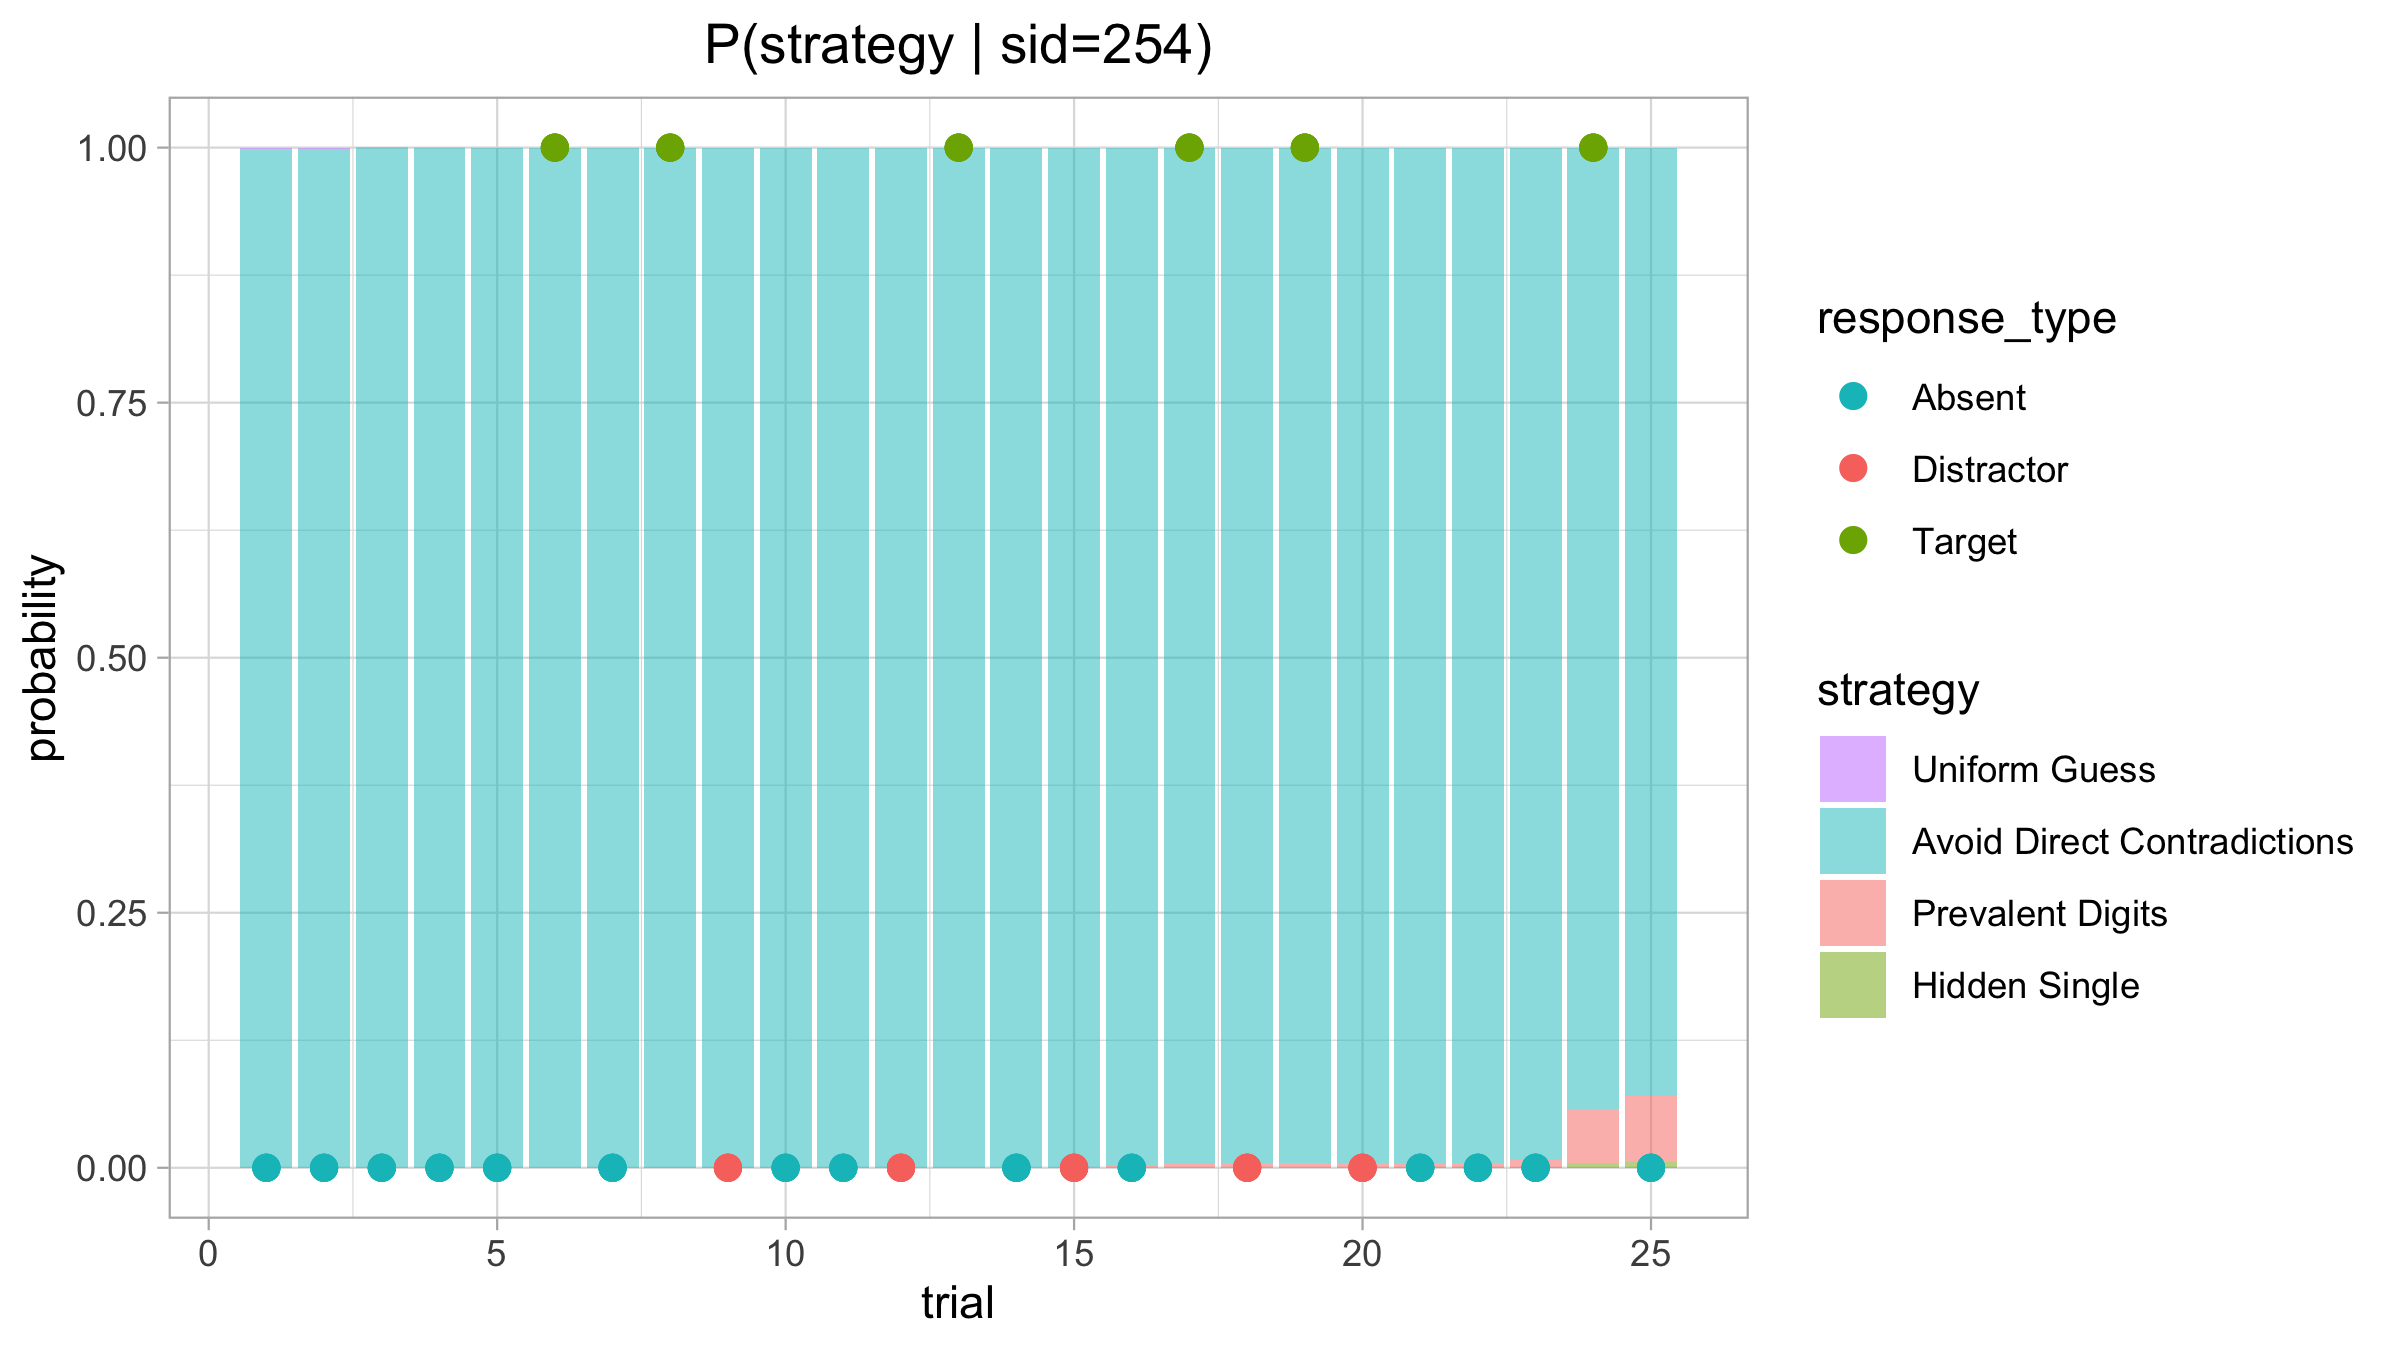 P(strategy | sid=254)
1.00
0.75
0.50
0.25
0.00
probability
0 5 10 15 20 25
trial
response_type
Absent
Distractor
Target
strategy
Uniform Guess
Avoid Direct Contradictions
Prevalent Digits
Hidden Single